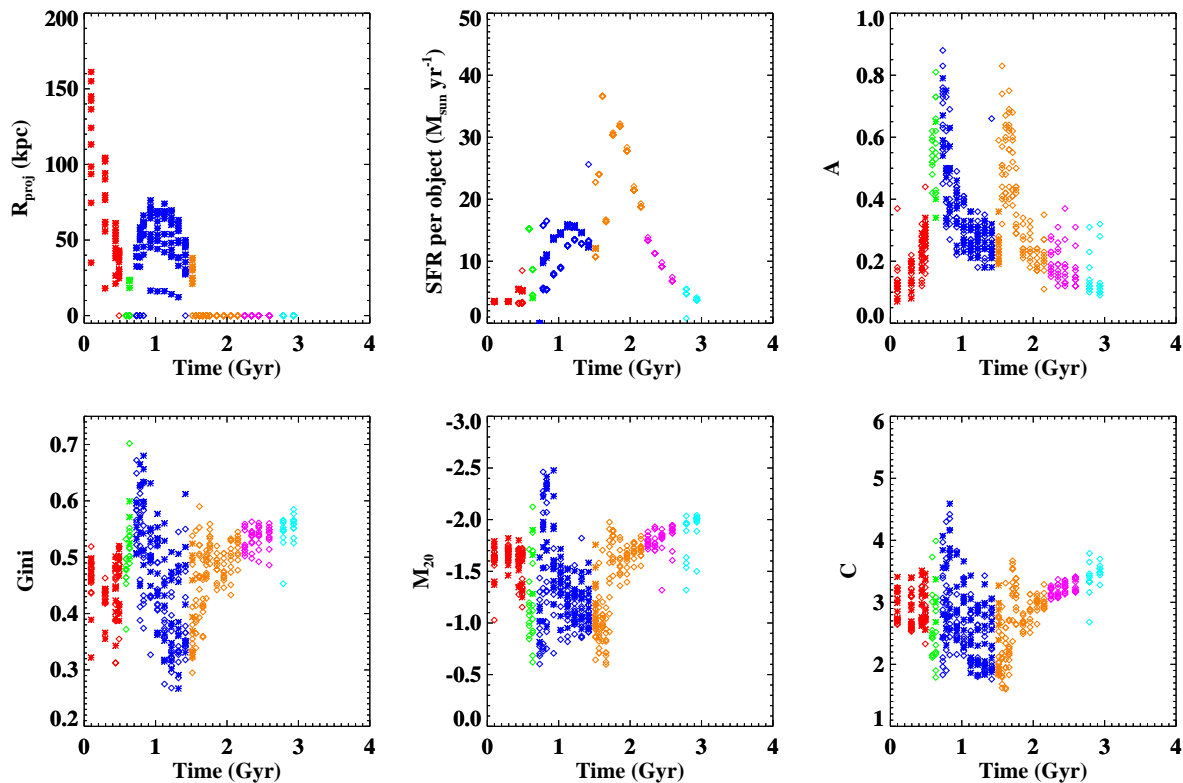 200
150
100
50
0
R_proj (kpc)
0 1 2 3 4
Time (Gyr)
50
40
30
20
10
0
SFR per object (M_sun yr^-1)
0 1 2 3 4
Time (Gyr)
1.0
0.8
0.6
0.4
0.2
0.0
A
0 1 2 3 4
Time (Gyr)
0.7
0.6
0.5
0.4
0.3
0.2
Gini
0 1 2 3 4
Time (Gyr)
-3.0
-2.5
-2.0
-1.5
-1.0
-0.5
0.0
M_20
0 1 2 3 4
Time (Gyr)
6
5
4
3
2
1
C
0 1 2 3 4
Time (Gyr)